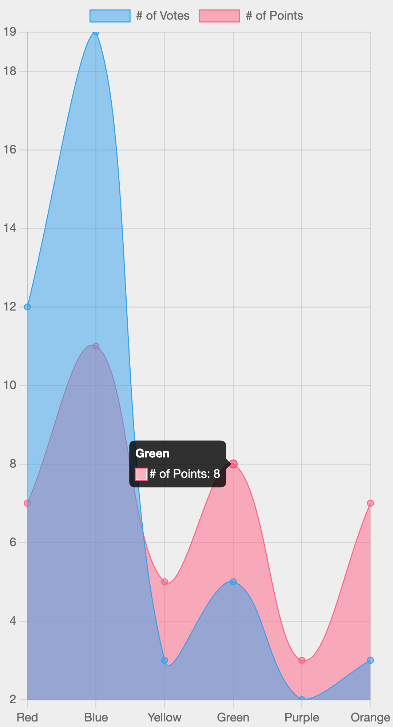 # of Votes # of Points
19
18
16
14
12
10
8
6
4
2
Green
# of Points: 8
Red Blue Yellow Green Purple Orange